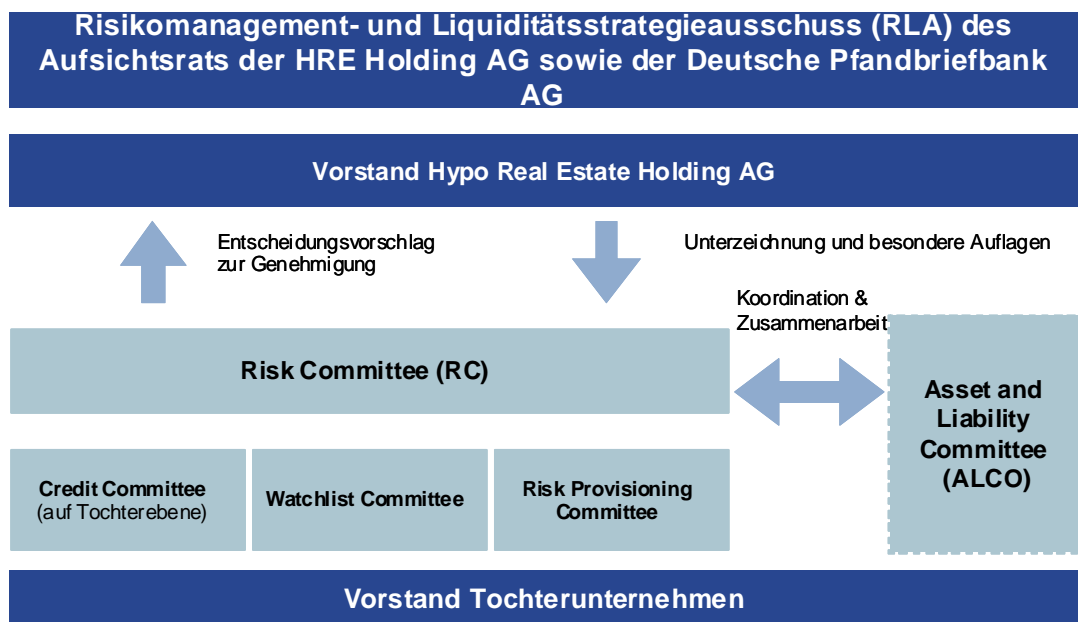 Risikomanagement- und Liquiditätsstrategieausschuss (RLA) des
Aufsichtsrats der HRE Holding AG sowie der Deutsche Pfandbriefbank
AG
Vorstand Hypo Real Estate Holding AG
Entscheidungsvorschlag
zur Genehmigung
Unterzeichnung und besondere Auflagen
Koordination &
Zusammenarbeit
Risk Committee (RC)
Asset and
Liability
Committee
(ALCO)
Credit Committee
(auf Tochterebene)
Watchlist Committee
Risk Provisioning
Committee
Vorstand Tochterunternehmen